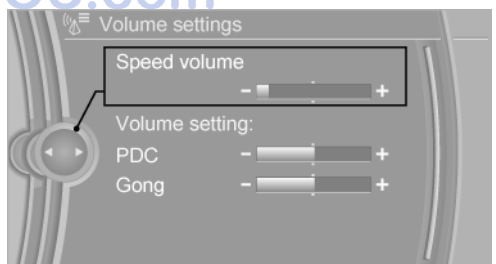 Volume settings
Speed volume
- +
Volume setting:
PDC - +
Gong - +